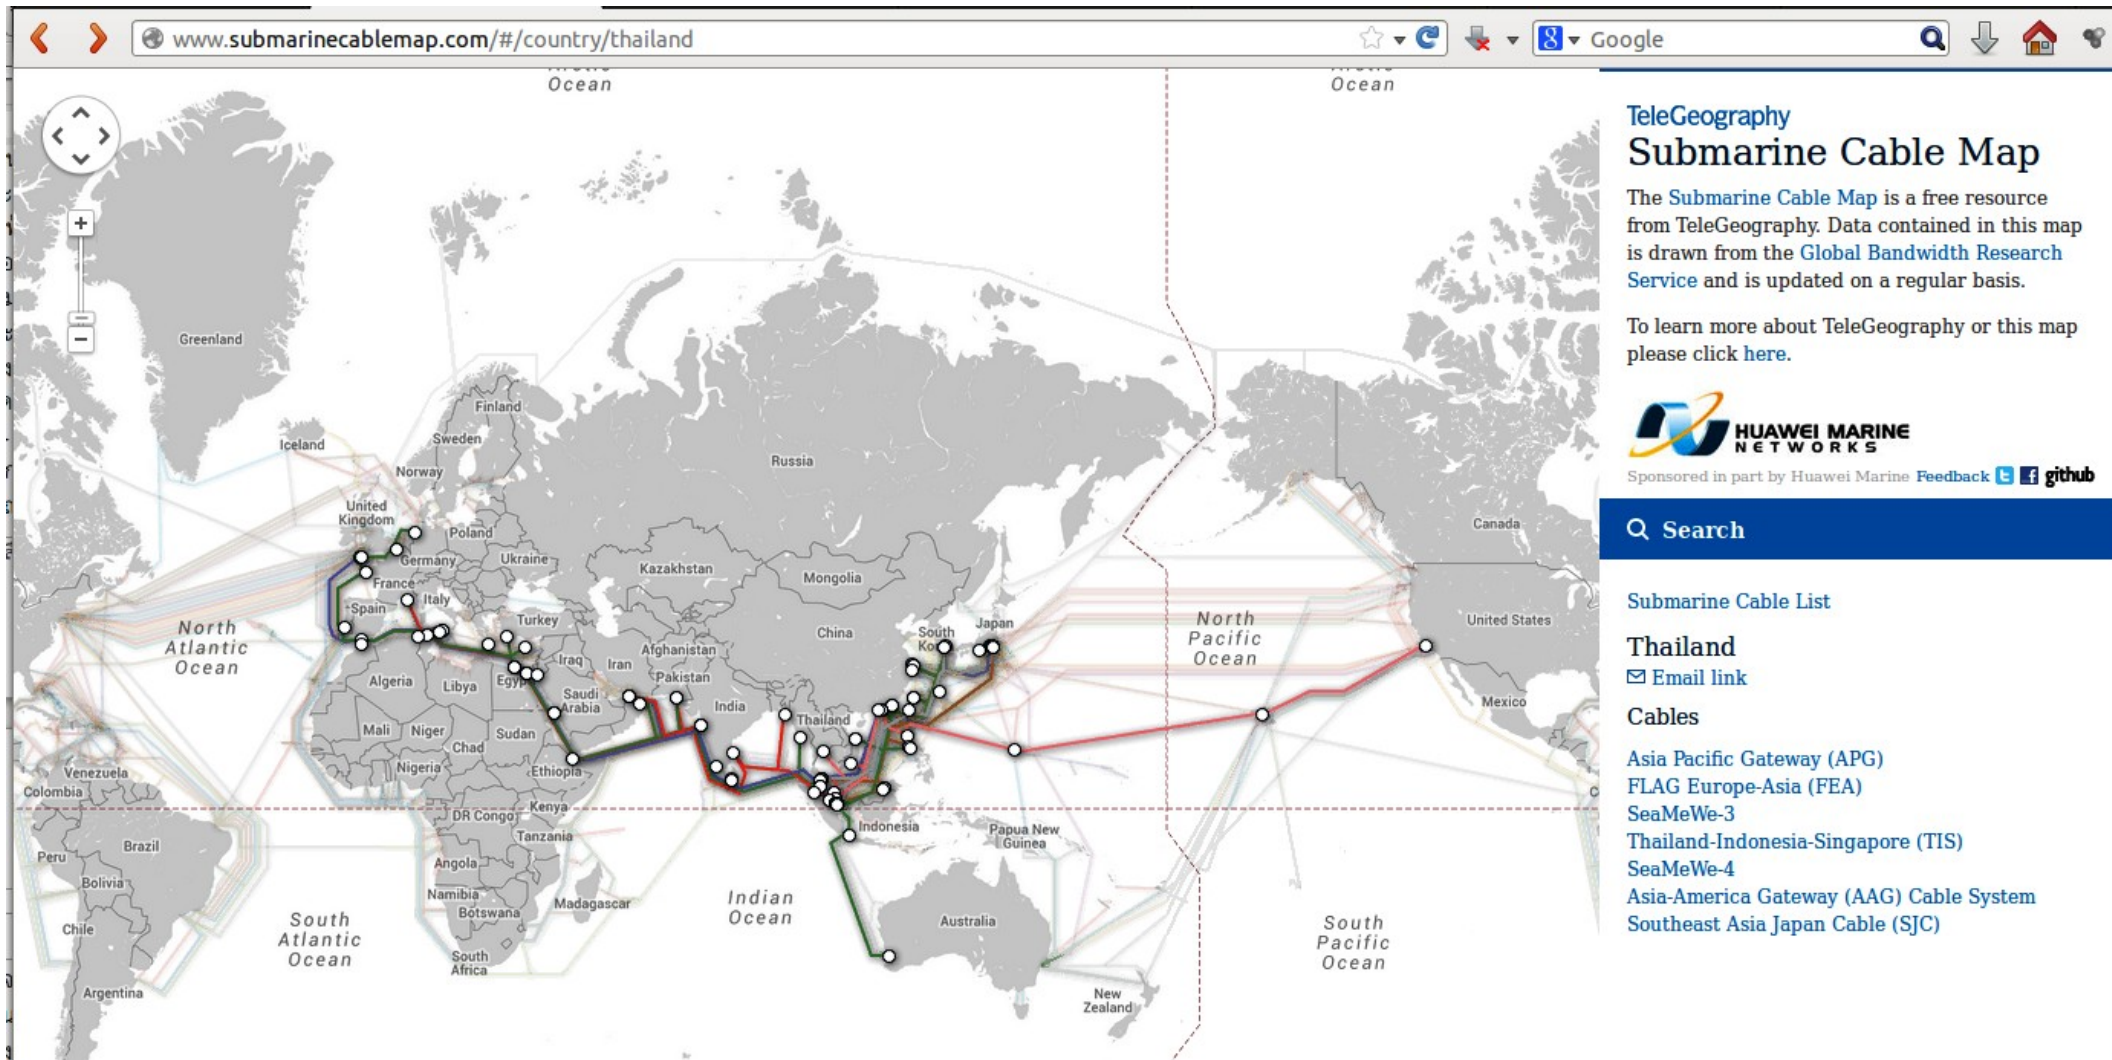 www.submarinecablemap.com/#/country/thailand
Google
Ocean
Ocean
TeleGeography
Submarine Cable Map
The Submarine Cable Map is a free resource
from TeleGeography. Data contained in this map
is drawn from the Global Bandwidth Research
Service and is updated on a regular basis.
To learn more about TeleGeography or this map
please click here.
HUAWEI MARINE
NETWORKS
Sponsored in part by Huawei Marine Feedback github
Search
Submarine Cable List
Thailand
Email link
Cables
Asia Pacific Gateway (APG)
FLAG Europe-Asia (FEA)
SeaMeWe-3
Thailand-Indonesia-Singapore (TIS)
SeaMeWe-4
Asia-America Gateway (AAG) Cable System
Southeast Asia Japan Cable (SJC)
Greenland
Finland
Iceland
Sweden
Norway
Russia
United
Kingdom
Poland
Germany
Ukraine
France
Kazakhstan
Mongolia
Canada
Spain
Italy
Turkey
North
Atlantic
Ocean
China
South
Japan
North
Pacific
Ocean
United States
Algeria
Libya
Iraq
Iran
Afghanistan
Pakistan
Saudi
Arabia
India
Mexico
Mali
Niger
Chad
Sudan
Thailand
Venezuela
Colombia
Nigeria
Ethiopia
Kenya
DR Congo
Tanzania
Indonesia
Papua New
Guinea
Peru
Brazil
Bolivia
Angola
Namibia
Botswana
Madagascar
Indian
Ocean
Australia
Chile
South
Atlantic
Ocean
South
Africa
South
Pacific
Ocean
Argentina
New
Zealand